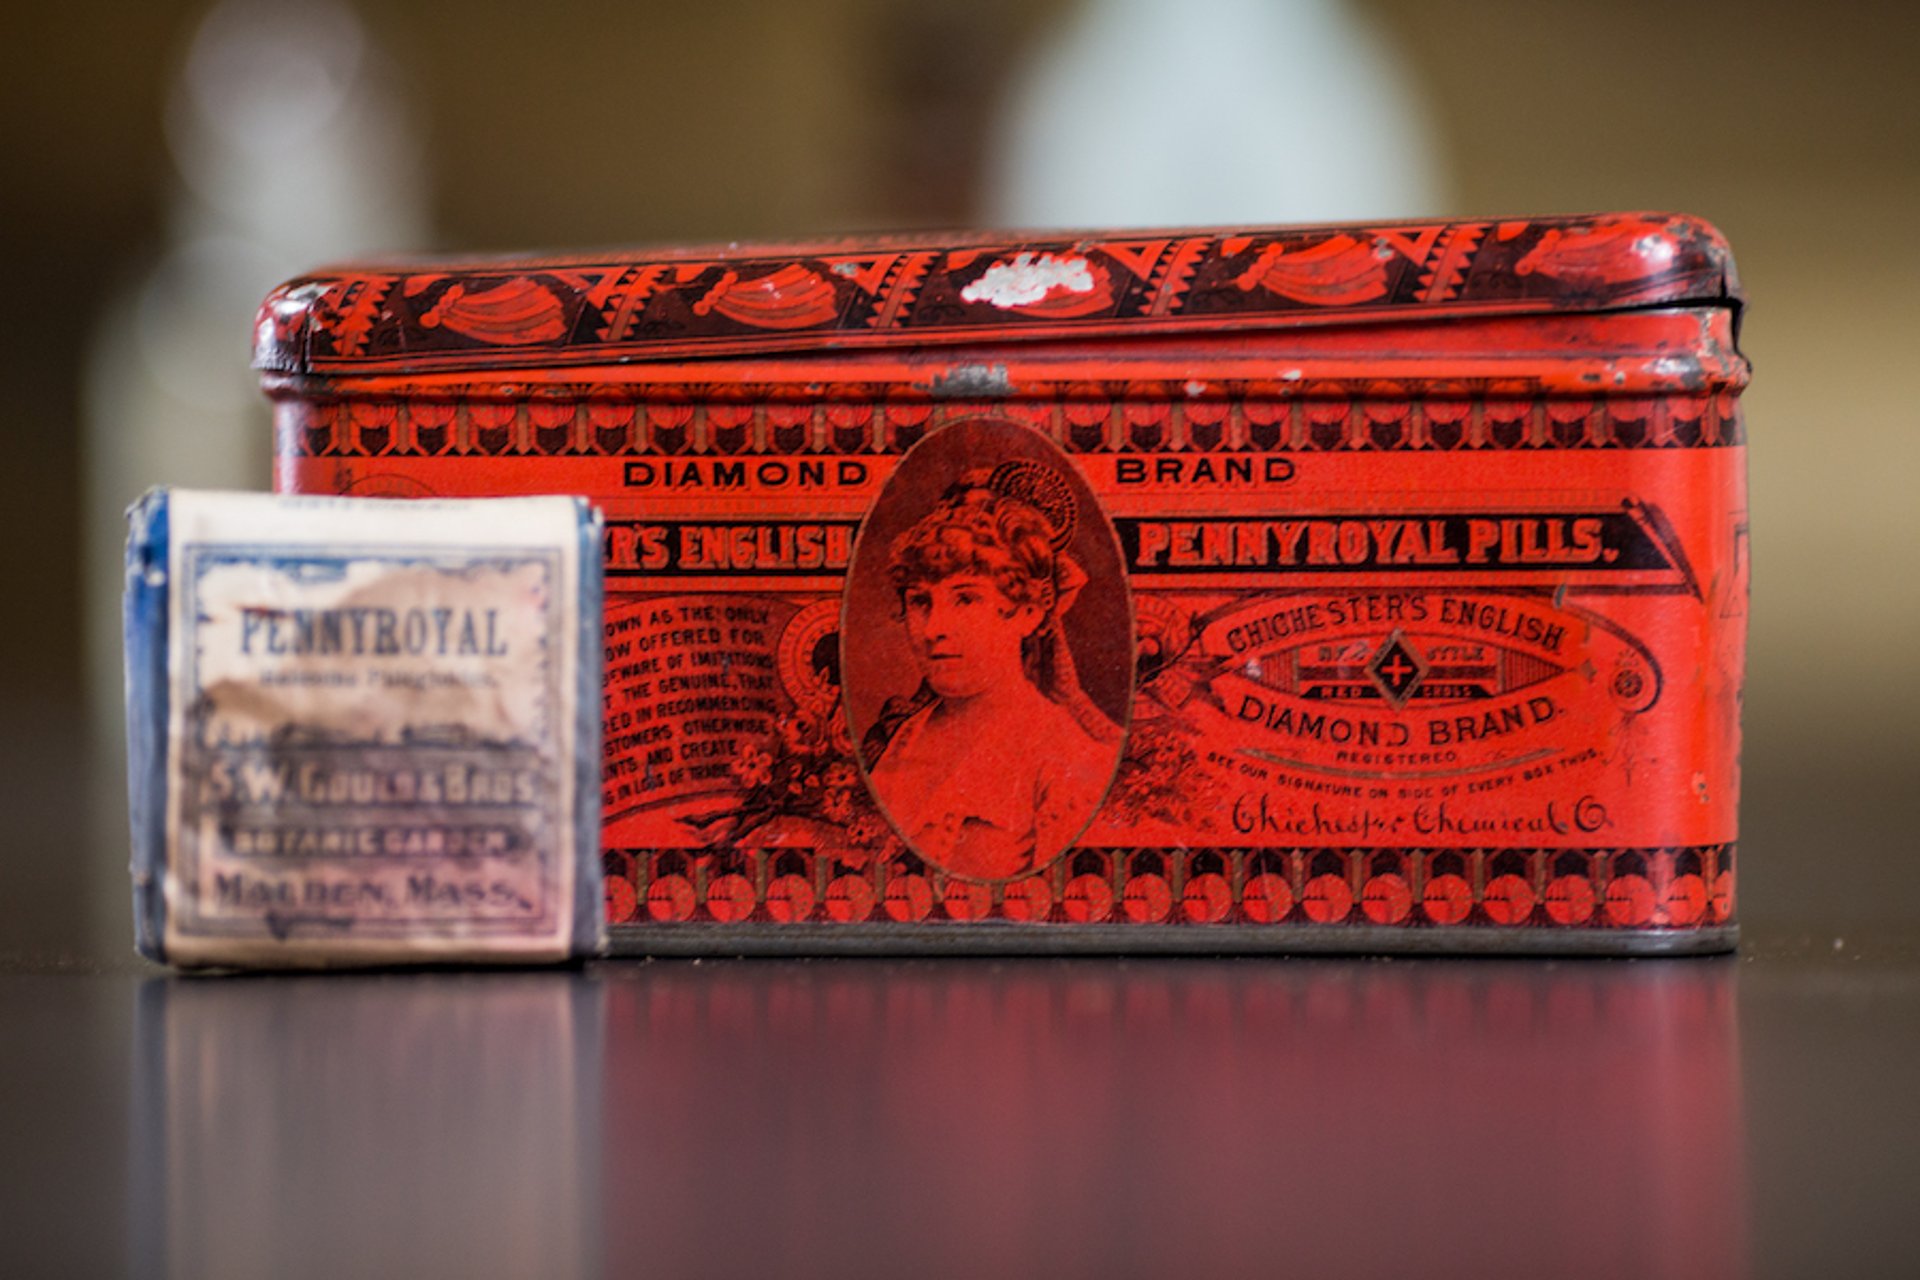 DIAMOND BRAND
R'S ENGLISH PENNYROYAL PILLS.
OWN AS THE ONLY
OW OFFERED FOR
EWARE OF IMITATIONS
T THE GENUINE, THAT
RED IN RECOMMENDING
STOMERS OTHERWISE
NTS AND CREATE
G IN LOSS OF TRADE
CHICHESTER'S ENGLISH
RED CROSS
DIAMOND BRAND.
REGISTERED
SEE OUR SIGNATURE ON SIDE OF EVERY BOX THUS,
Chichester Chemical Co
PENNYROYAL
S.W. GOULD & BROS
BOTANIC GARDEN
MALDEN, MASS.